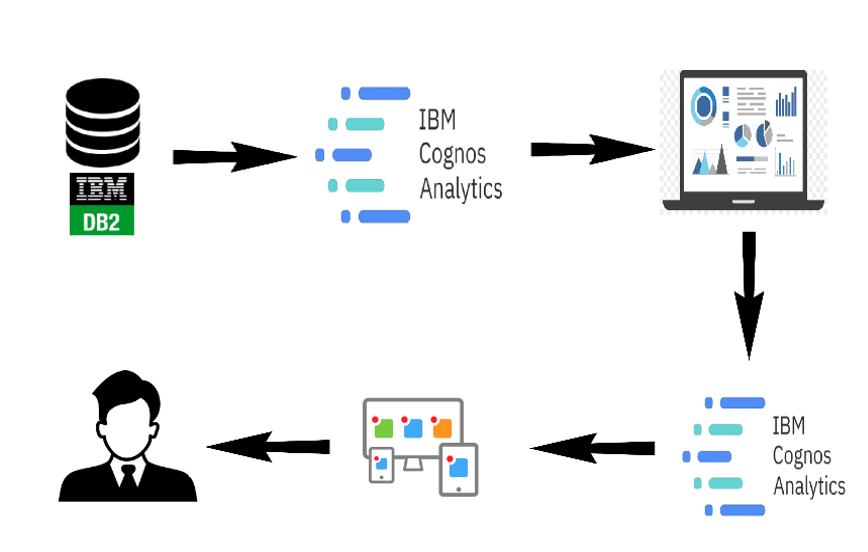 IBM
Cognos
Analytics
IBM
DB2
IBM
Cognos
Analytics